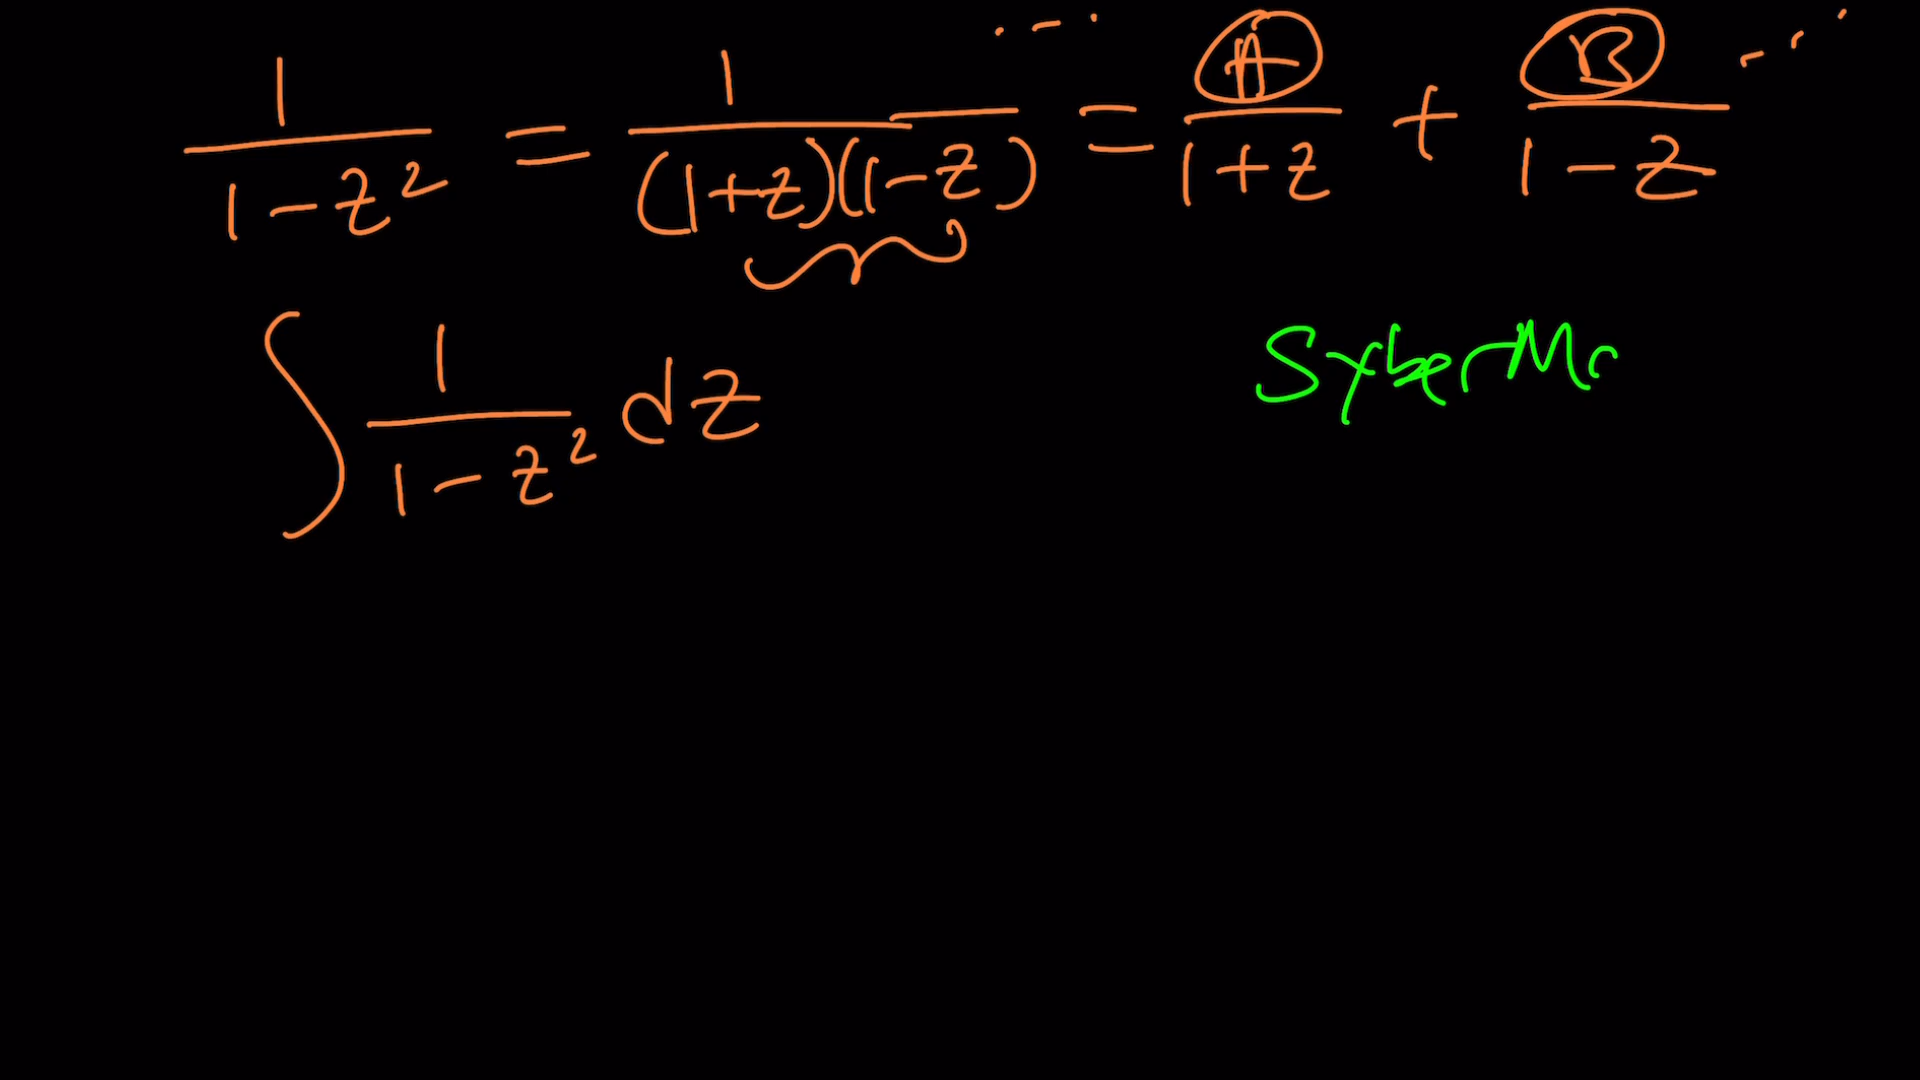 1/(1-z²) = 1/((1+z)(1-z)) = A/(1+z) + B/(1-z)
∫ 1/(1-z²) dz
SyberMa